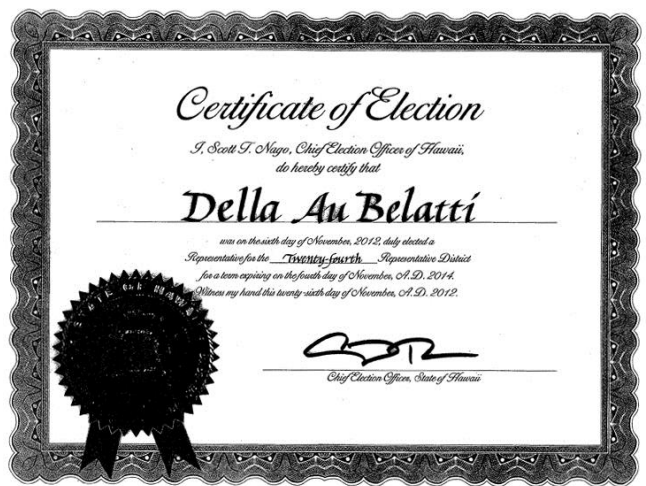 Certificate of Election
I, Scott T. Nago, Chief Election Officer of Hawaii,
do hereby certify that
Della Au Belatti
was on the sixth day of November, 2012, duly elected a
Representative for the Twenty-fourth Representative District
for a term expiring on the fourth day of November, A.D. 2014.
Witness my hand this twenty-sixth day of November, A.D. 2012.
STATE OF HAWAII
Chief Election Officer, State of Hawaii